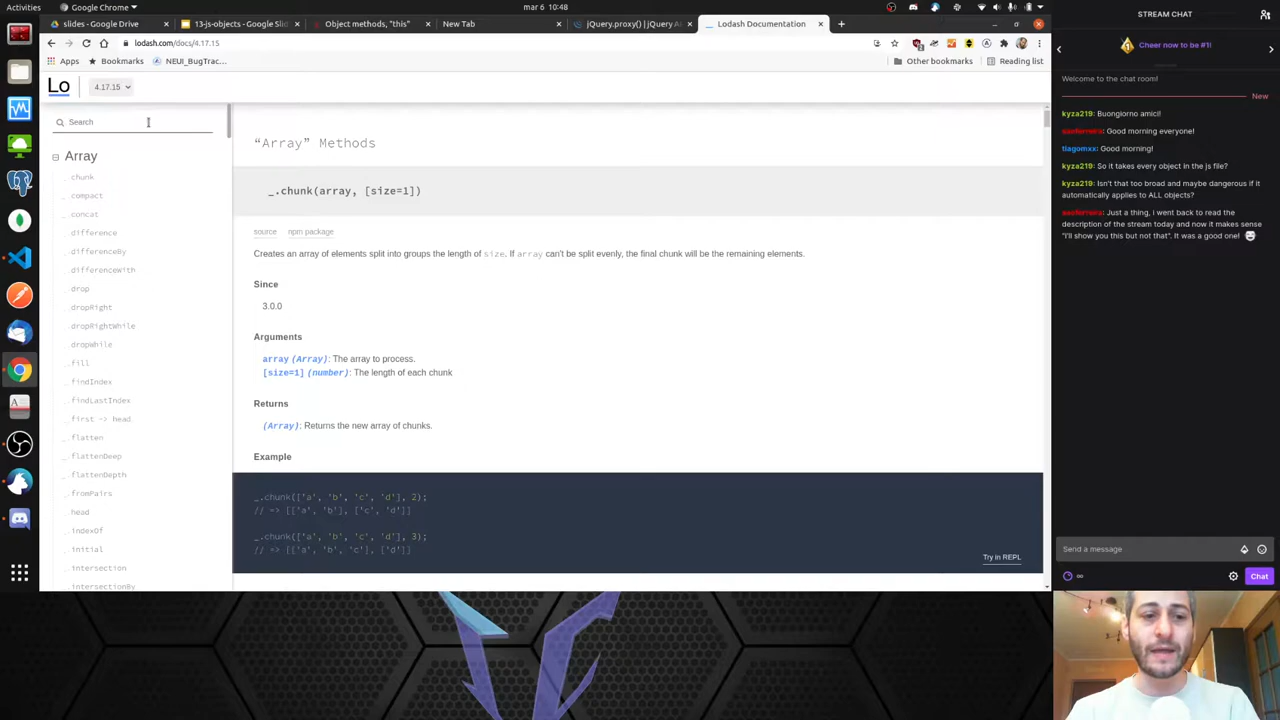 Activities
Google Chrome
mar 6 10:48
slides - Google Drive
13-js-objects - Google Slid
Object methods, "this"
New Tab
jQuery.proxy() | jQuery A
Lodash Documentation
lodash.com/docs/4.17.15
Apps
Bookmarks
NEUI_BugTrac...
Other bookmarks
Reading list
Lo
4.17.15
Search
Array
_.chunk
_.compact
_.concat
_.difference
_.differenceBy
_.differenceWith
_.drop
_.dropRight
_.dropRightWhile
_.dropWhile
_.fill
_.findIndex
_.findLastIndex
_.first -> head
_.flatten
_.flattenDeep
_.flattenDepth
_.fromPairs
_.head
_.indexOf
_.initial
_.intersection
_.intersectionBy
“Array” Methods
_.chunk(array, [size=1])
source
npm package
Creates an array of elements split into groups the length of size. If array can't be split evenly, the final chunk will be the remaining elements.
Since
3.0.0
Arguments
array (Array): The array to process.
[size=1] (number): The length of each chunk
Returns
(Array): Returns the new array of chunks.
Example
_.chunk(['a', 'b', 'c', 'd'], 2);
// => [['a', 'b'], ['c', 'd']]
_.chunk(['a', 'b', 'c', 'd'], 3);
// => [['a', 'b', 'c'], ['d']]
Try in REPL
STREAM CHAT
Cheer now to be #1!
Welcome to the chat room!
New
kyza219: Buongiorno amici!
saoferreira: Good morning everyone!
tiagomxx: Good morning!
kyza219: So it takes every object in the js file?
kyza219: Isn't that too broad and maybe dangerous if it
automatically applies to ALL objects?
saoferreira: Just a thing, i went back to read the
description of the stream today and now it makes sense
"I'll show you this but not that". It was a good one!
Send a message
Chat